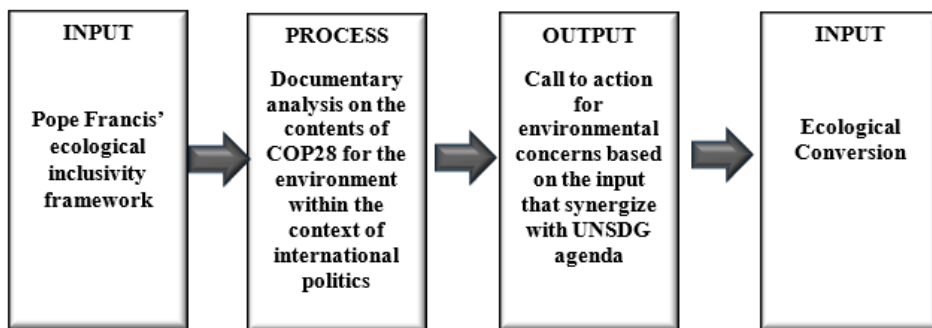 INPUT
Pope Francis’
ecological
inclusivity
framework
PROCESS
Documentary
analysis on the
contents of
COP28 for the
environment
within the
context of
international
politics
OUTPUT
Call to action
for
environmental
concerns based
on the input
that synergize
with UNSDG
agenda
INPUT
Ecological
Conversion